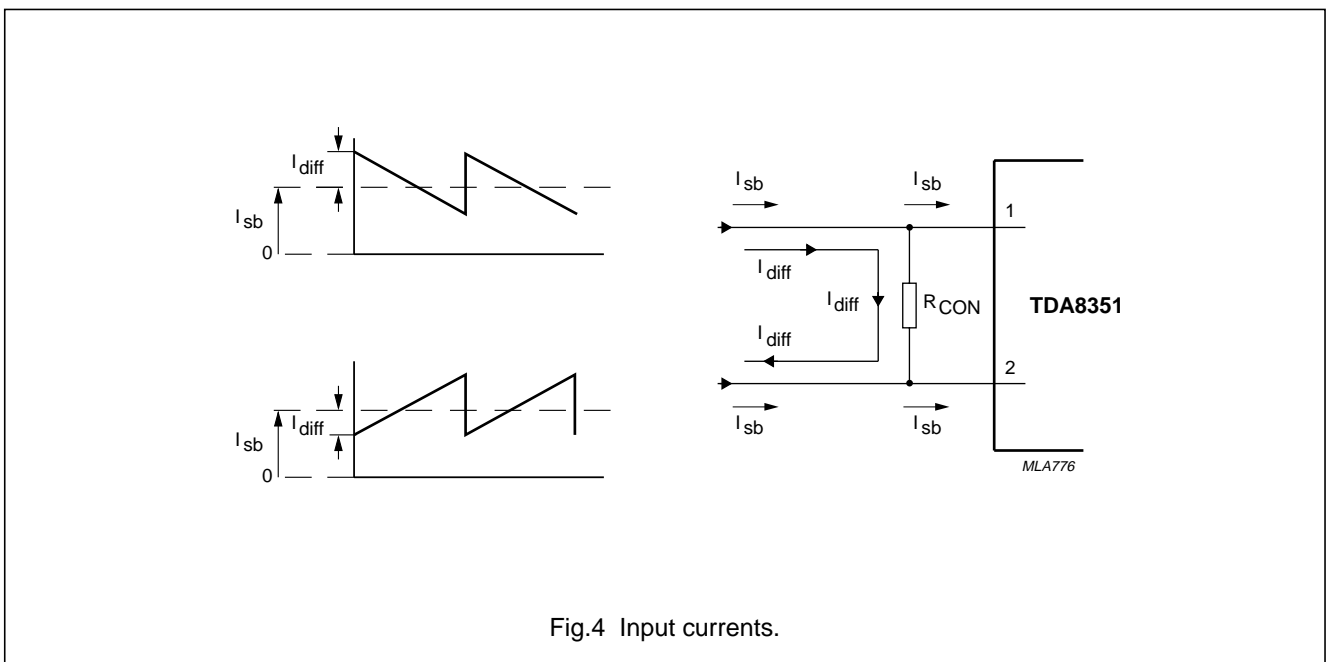 I diff
I sb
0
I diff
I sb
0
I sb
I sb
1
I diff
I diff
R CON
TDA8351
I diff
2
I sb
I sb
MLA776
Fig.4 Input currents.